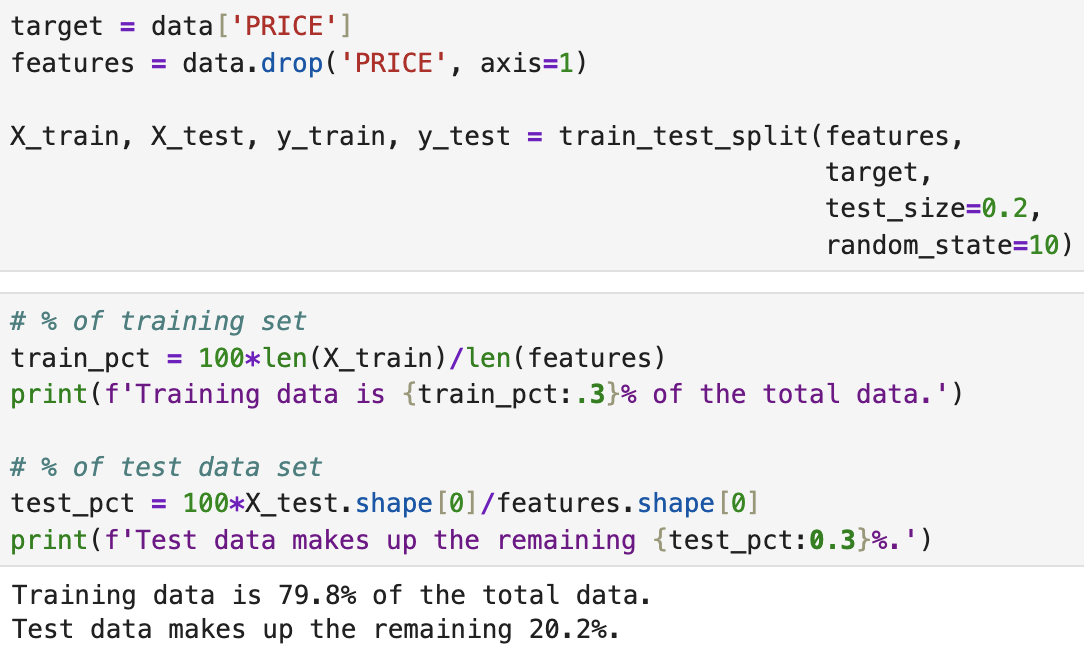 target = data['PRICE']
features = data.drop('PRICE', axis=1)
X_train, X_test, y_train, y_test = train_test_split(features,
target,
test_size=0.2,
random_state=10)
# % of training set
train_pct = 100*len(X_train)/len(features)
print(f'Training data is {train_pct:.3}% of the total data.')
# % of test data set
test_pct = 100*X_test.shape[0]/features.shape[0]
print(f'Test data makes up the remaining {test_pct:0.3}%.')
Training data is 79.8% of the total data.
Test data makes up the remaining 20.2%.